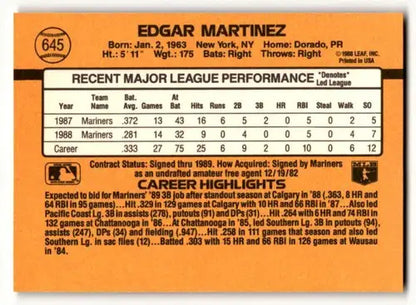 645
EDGAR MARTINEZ
Born: Jan. 2, 1963 New York, NY Home: Dorado, PR
Ht.: 5' 11" Wgt.: 175 Bats: Right Throws: Right
© 1988 LEAF, INC.
Printed in USA
RECENT MAJOR LEAGUE PERFORMANCE *Denotes Led League
Year Team Name Bat. Avg. Games At Bat Hits Runs 2B 3B HR RBI Steal Walk SO
1987 Mariners .372 13 43 16 6 5 2 0 5 0 2 5
1988 Mariners .281 14 32 9 0 4 0 0 5 0 4 7
Career .333 27 75 25 6 9 2 0 10 0 6 12
Contract Status: Signed thru 1989. How Acquired: Signed by Mariners
as an undrafted amateur free agent 12/19/82
CAREER HIGHLIGHTS
Expected to bid for Mariners' '89 3B job after standout season at Calgary in '88 (.363, 8 HR and
64 RBI in 95 games)...Hit .329 in 129 games at Calgary with 10 HR and 66 RBI in '87...Also led
Pacific Coast Lg. 3B in assists (278), putouts (91) and DPs (31)...Hit .264 with 6 HR and 74 RBI in
132 games at Chattanooga in '86...At Chattanooga in '85, led Southern Lg. 3B in putouts (94),
assists (247), DPs (34) and fielding (.947)...Hit .258 in 111 games that season and also led
Southern Lg. in sac flies (12)...Batted .303 with 15 HR and 66 RBI in 126 games at Wausau in
'84.